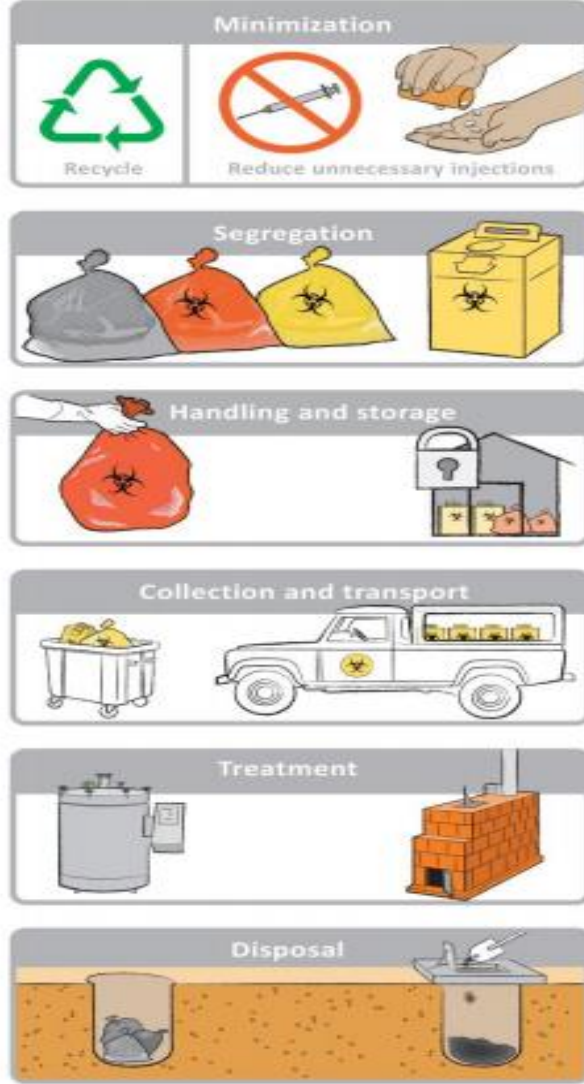 Minimization
Recycle
Reduce unnecessary injections
Segregation
Handling and storage
Collection and transport
Treatment
Disposal